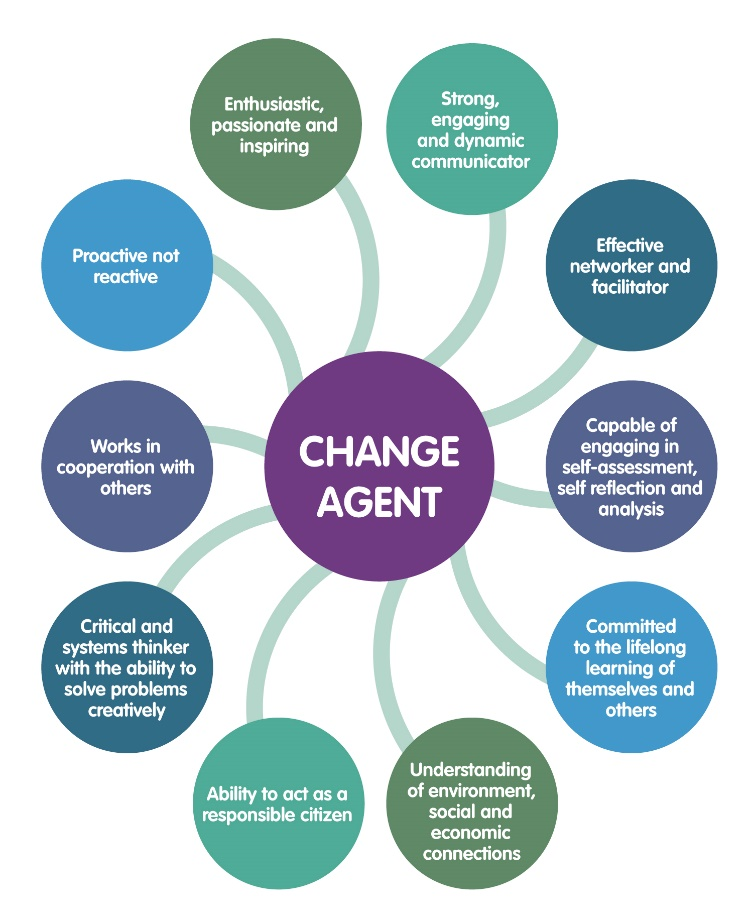 Enthusiastic,
passionate and
inspiring
Strong,
engaging
and dynamic
communicator
Proactive not
reactive
Effective
networker and
facilitator
Works in
cooperation with
others
CHANGE
AGENT
Capable of
engaging in
self-assessment,
self reflection and
analysis
Critical and
systems thinker
with the ability to
solve problems
creatively
Committed
to the lifelong
learning of
themselves and
others
Ability to act as a
responsible citizen
Understanding
of environment,
social and
economic
connections